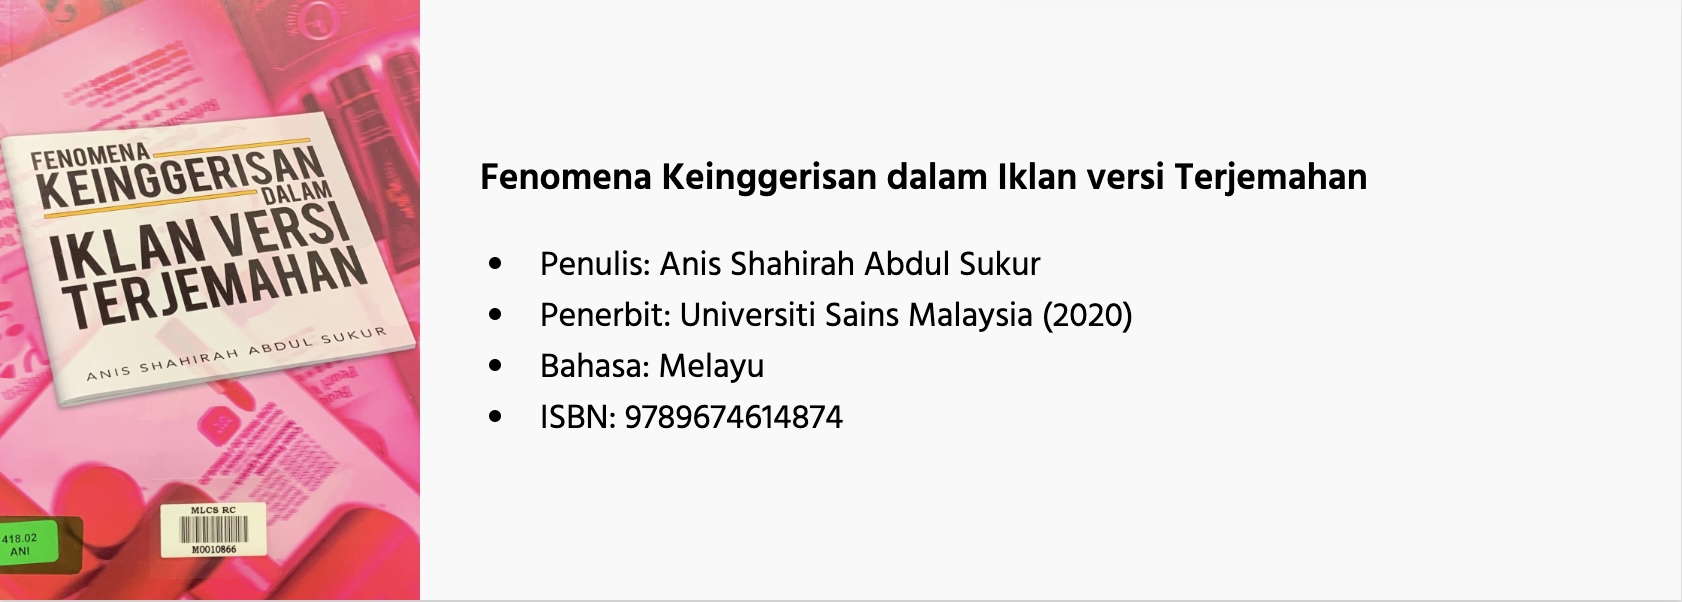 FENOMENA
KEINGGERISAN
DALAM
IKLAN VERSI
TERJEMAHAN
ANIS SHAHIRAH ABDUL SUKUR
418.02
ANI
MLCS RC
M0010866
Fenomena Keinggerisan dalam Iklan versi Terjemahan
• Penulis: Anis Shahirah Abdul Sukur
• Penerbit: Universiti Sains Malaysia (2020)
• Bahasa: Melayu
• ISBN: 9789674614874